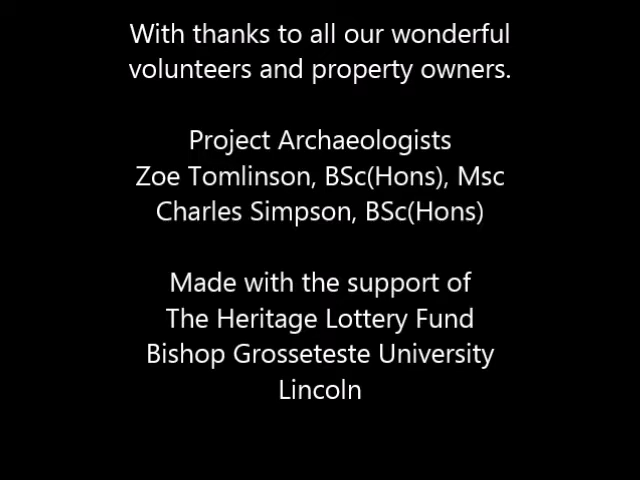 With thanks to all our wonderful
volunteers and property owners.
Project Archaeologists
Zoe Tomlinson, BSc(Hons), Msc
Charles Simpson, BSc(Hons)
Made with the support of
The Heritage Lottery Fund
Bishop Grosseteste University
Lincoln